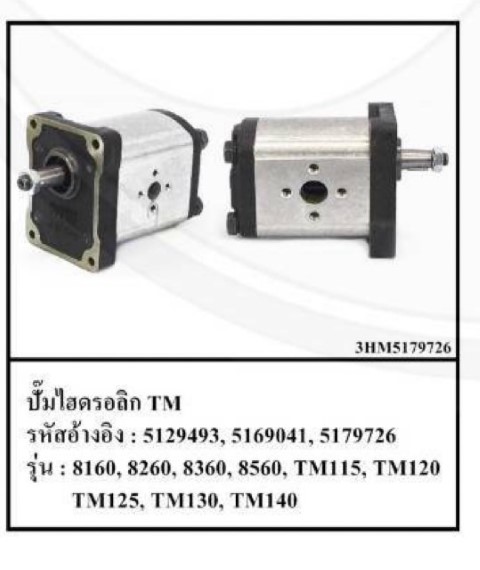 3HM5179726
ปั๊มไฮดรอลิก TM
รหัสอ้างอิง : 5129493, 5169041, 5179726
รุ่น : 8160, 8260, 8360, 8560, TM115, TM120
TM125, TM130, TM140